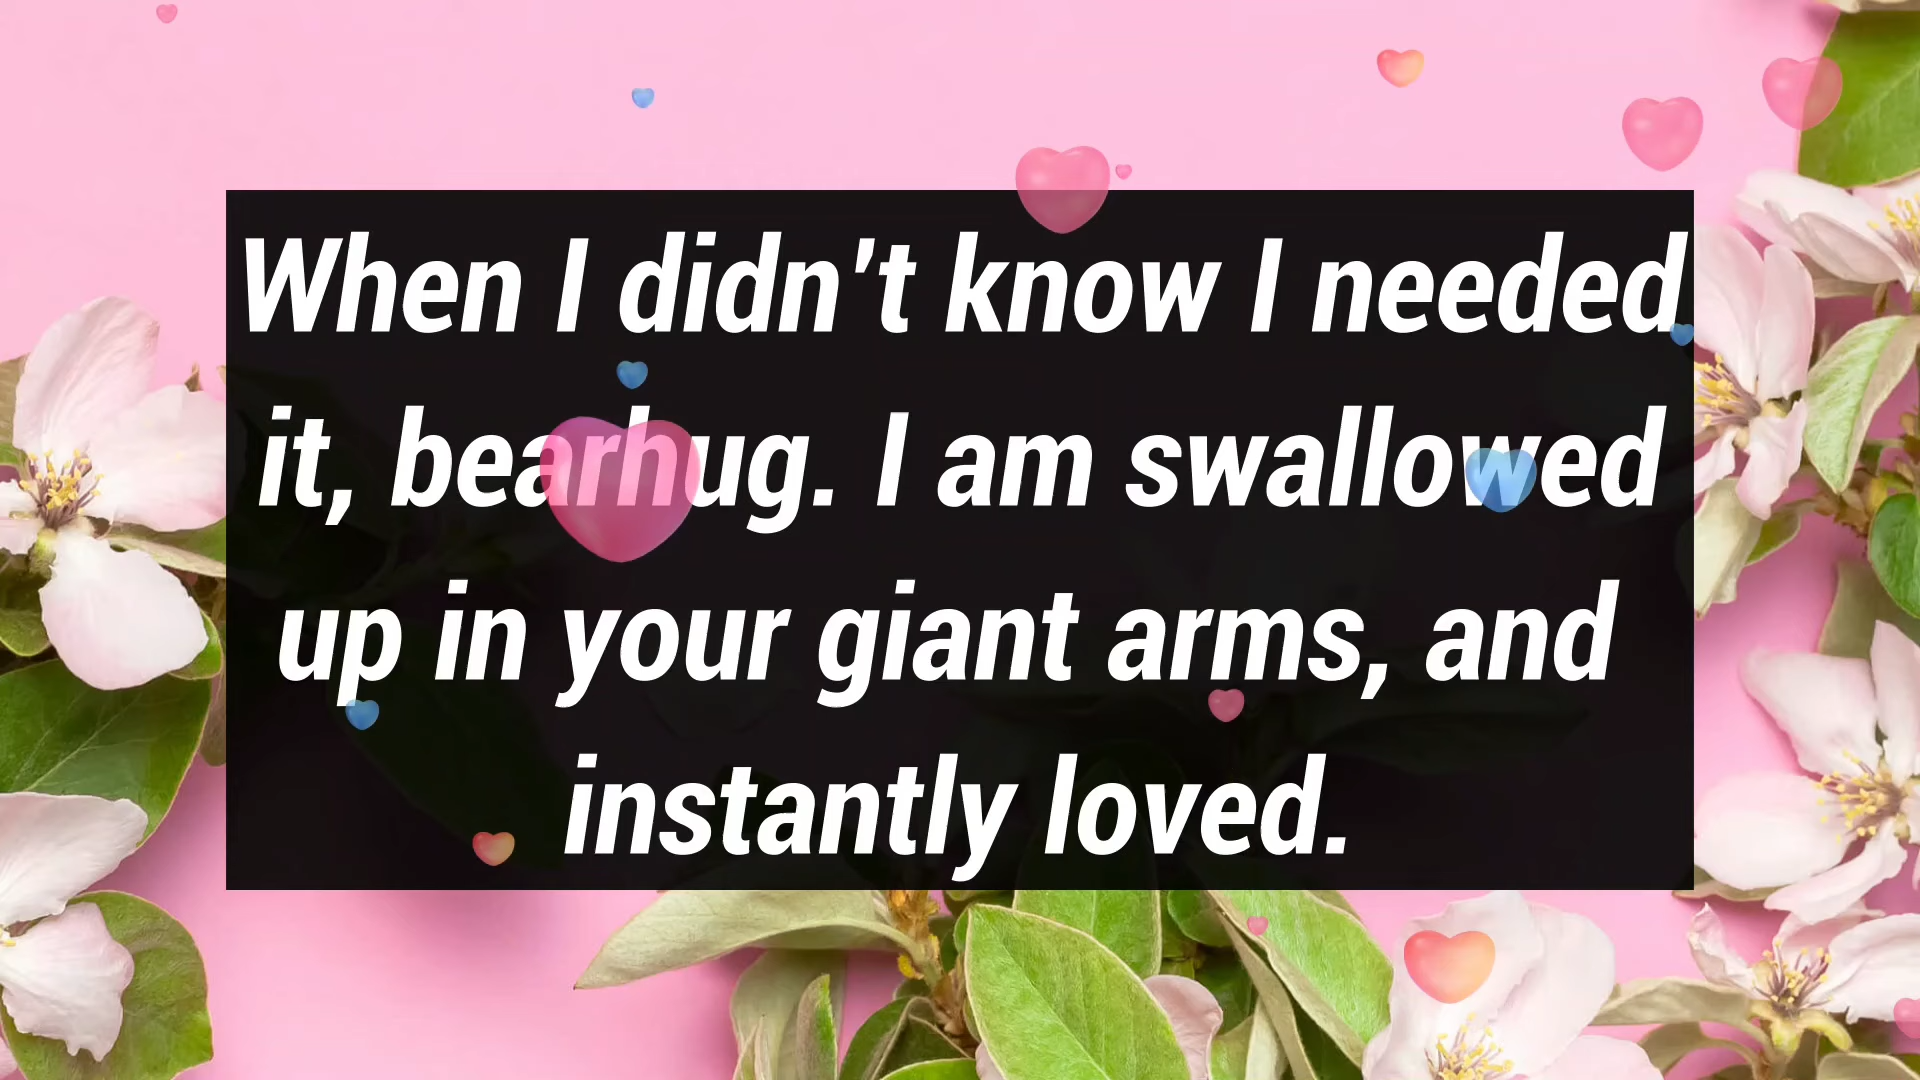 When I didn't know I needed
it, bearhug. I am swallowed
up in your giant arms, and
instantly loved.